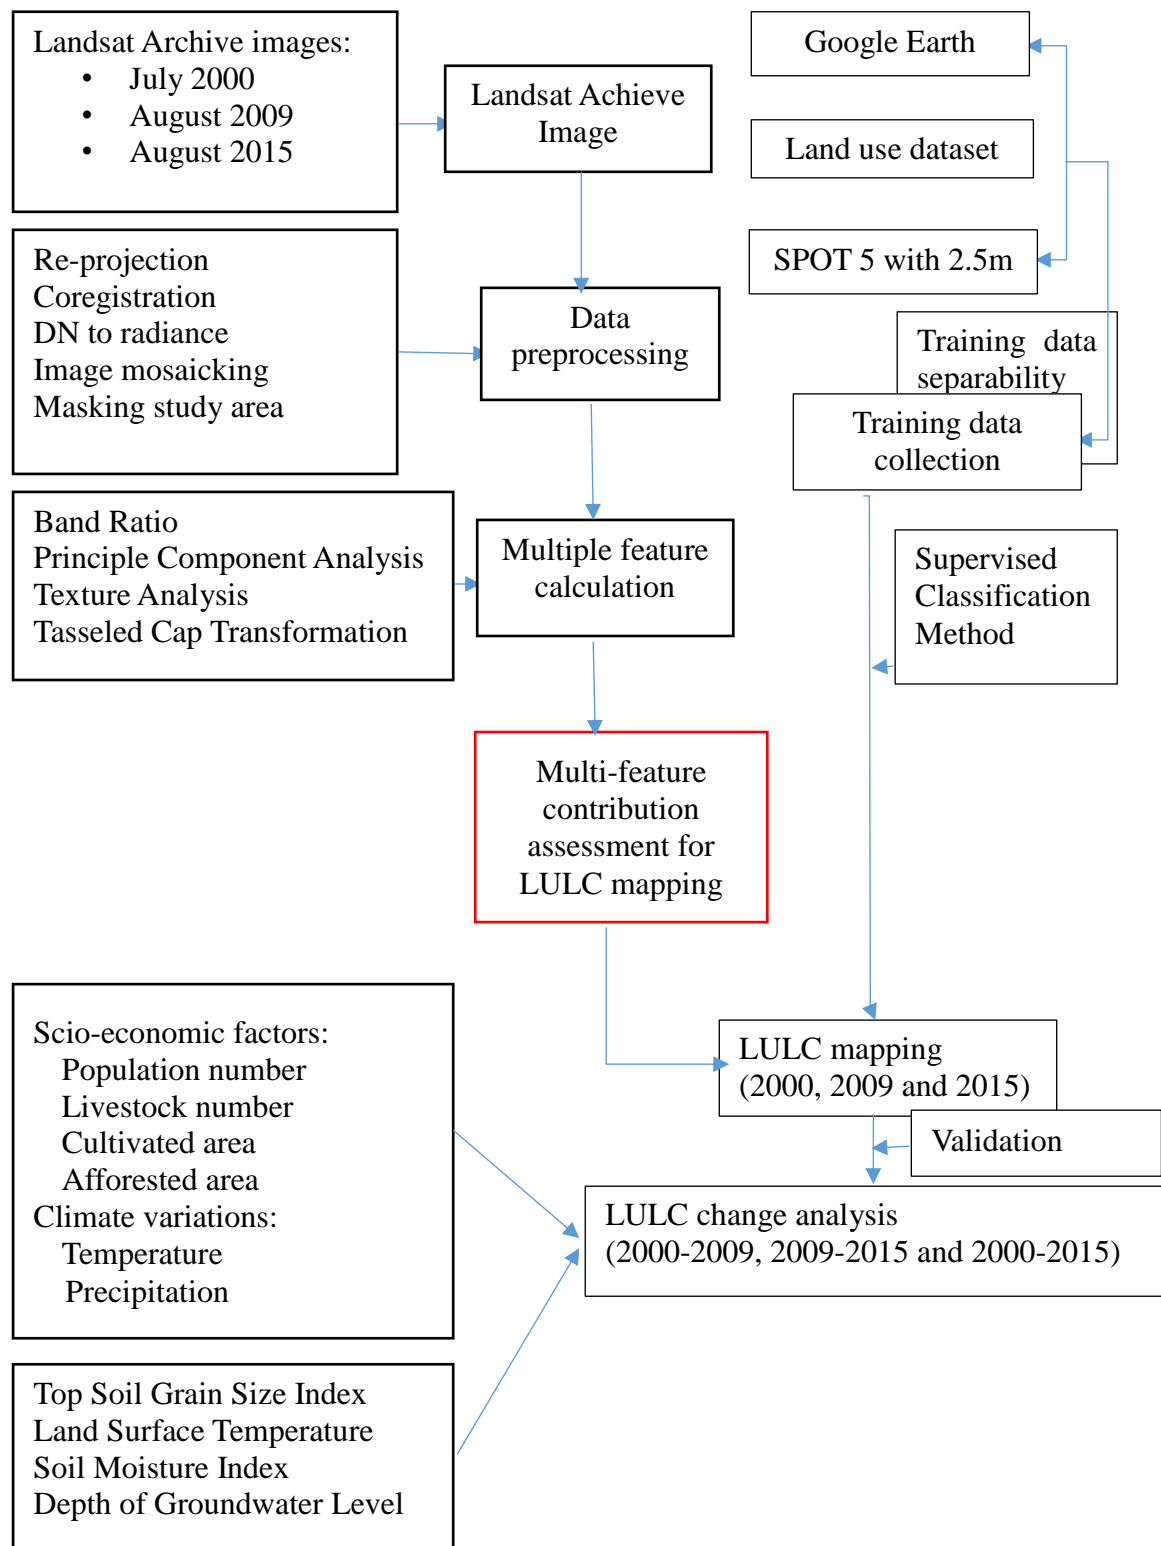 Landsat Archive images:
• July 2000
• August 2009
• August 2015
Landsat Achieve
Image
Google Earth
Land use dataset
SPOT 5 with 2.5m
Re-projection
Coregistration
DN to radiance
Image mosaicking
Masking study area
Data
preprocessing
Training data
separability
Training data
collection
Band Ratio
Principle Component Analysis
Texture Analysis
Tasseled Cap Transformation
Multiple feature
calculation
Supervised
Classification
Method
Multi-feature
contribution
assessment for
LULC mapping
Scio-economic factors:
Population number
Livestock number
Cultivated area
Afforested area
Climate variations:
Temperature
Precipitation
LULC mapping
(2000, 2009 and 2015)
Validation
LULC change analysis
(2000-2009, 2009-2015 and 2000-2015)
Top Soil Grain Size Index
Land Surface Temperature
Soil Moisture Index
Depth of Groundwater Level